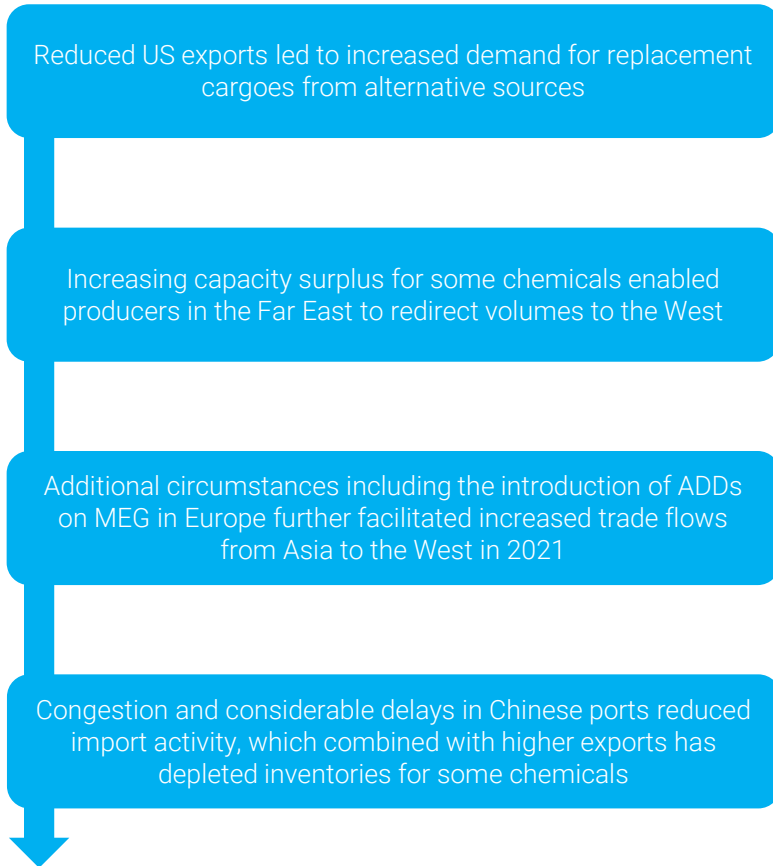 Reduced US exports led to increased demand for replacement
cargoes from alternative sources
Increasing capacity surplus for some chemicals enabled
producers in the Far East to redirect volumes to the West
Additional circumstances including the introduction of ADDs
on MEG in Europe further facilitated increased trade flows
from Asia to the West in 2021
Congestion and considerable delays in Chinese ports reduced
import activity, which combined with higher exports has
depleted inventories for some chemicals